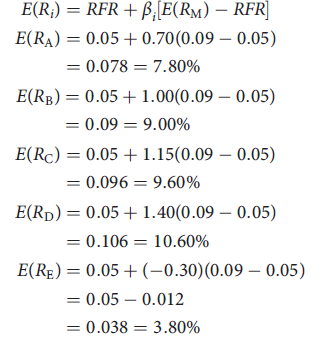 E(Rᵢ) = RFR + βᵢ[E(R_M) − RFR]
E(R_A) = 0.05 + 0.70(0.09 − 0.05)
= 0.078 = 7.80%
E(R_B) = 0.05 + 1.00(0.09 − 0.05)
= 0.09 = 9.00%
E(R_C) = 0.05 + 1.15(0.09 − 0.05)
= 0.096 = 9.60%
E(R_D) = 0.05 + 1.40(0.09 − 0.05)
= 0.106 = 10.60%
E(R_E) = 0.05 + (−0.30)(0.09 − 0.05)
= 0.05 − 0.012
= 0.038 = 3.80%